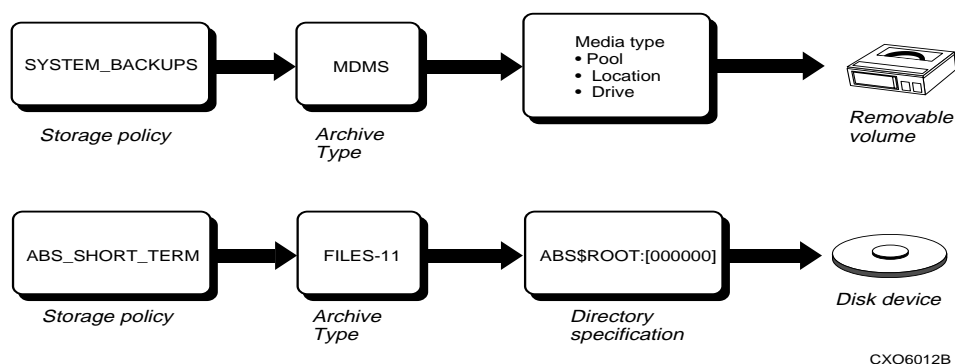 SYSTEM_BACKUPS
Storage policy
MDMS
Archive
Type
Media type
• Pool
• Location
• Drive
Removable
volume
ABS_SHORT_TERM
Storage policy
FILES-11
Archive
Type
ABS$ROOT:[000000]
Directory
specification
Disk device
CXO6012B